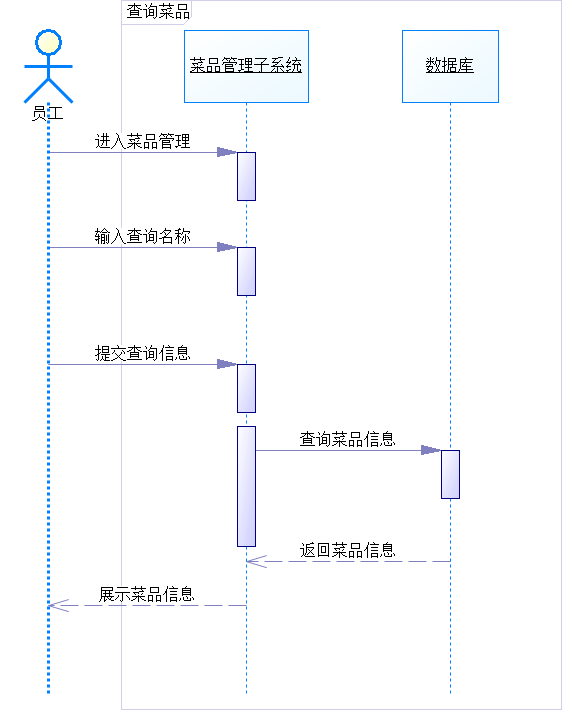 查询菜品
菜品管理子系统
数据库
员工
进入菜品管理
输入查询名称
提交查询信息
查询菜品信息
返回菜品信息
展示菜品信息